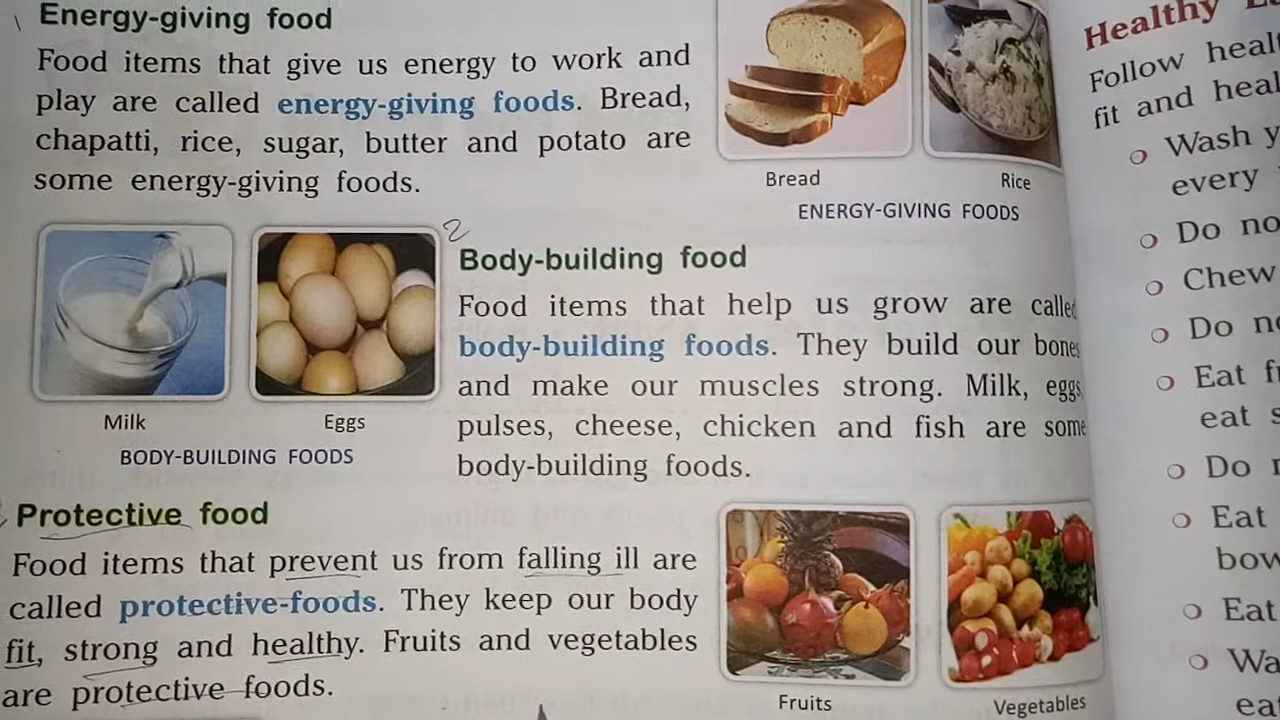 Energy-giving food
Food items that give us energy to work and
play are called energy-giving foods. Bread,
chapatti, rice, sugar, butter and potato are
some energy-giving foods.
Bread
Rice
ENERGY-GIVING FOODS
2
Body-building food
Food items that help us grow are called
body-building foods. They build our bones
and make our muscles strong. Milk, eggs,
pulses, cheese, chicken and fish are some
body-building foods.
Milk
Eggs
BODY-BUILDING FOODS
Protective food
Food items that prevent us from falling ill are
called protective-foods. They keep our body
fit, strong and healthy. Fruits and vegetables
are protective foods.
Fruits
Vegetables
Healthy
Follow
fit and
Wash
every
Do
Chew
Do
Eat
eat
Do
Eat
Eat